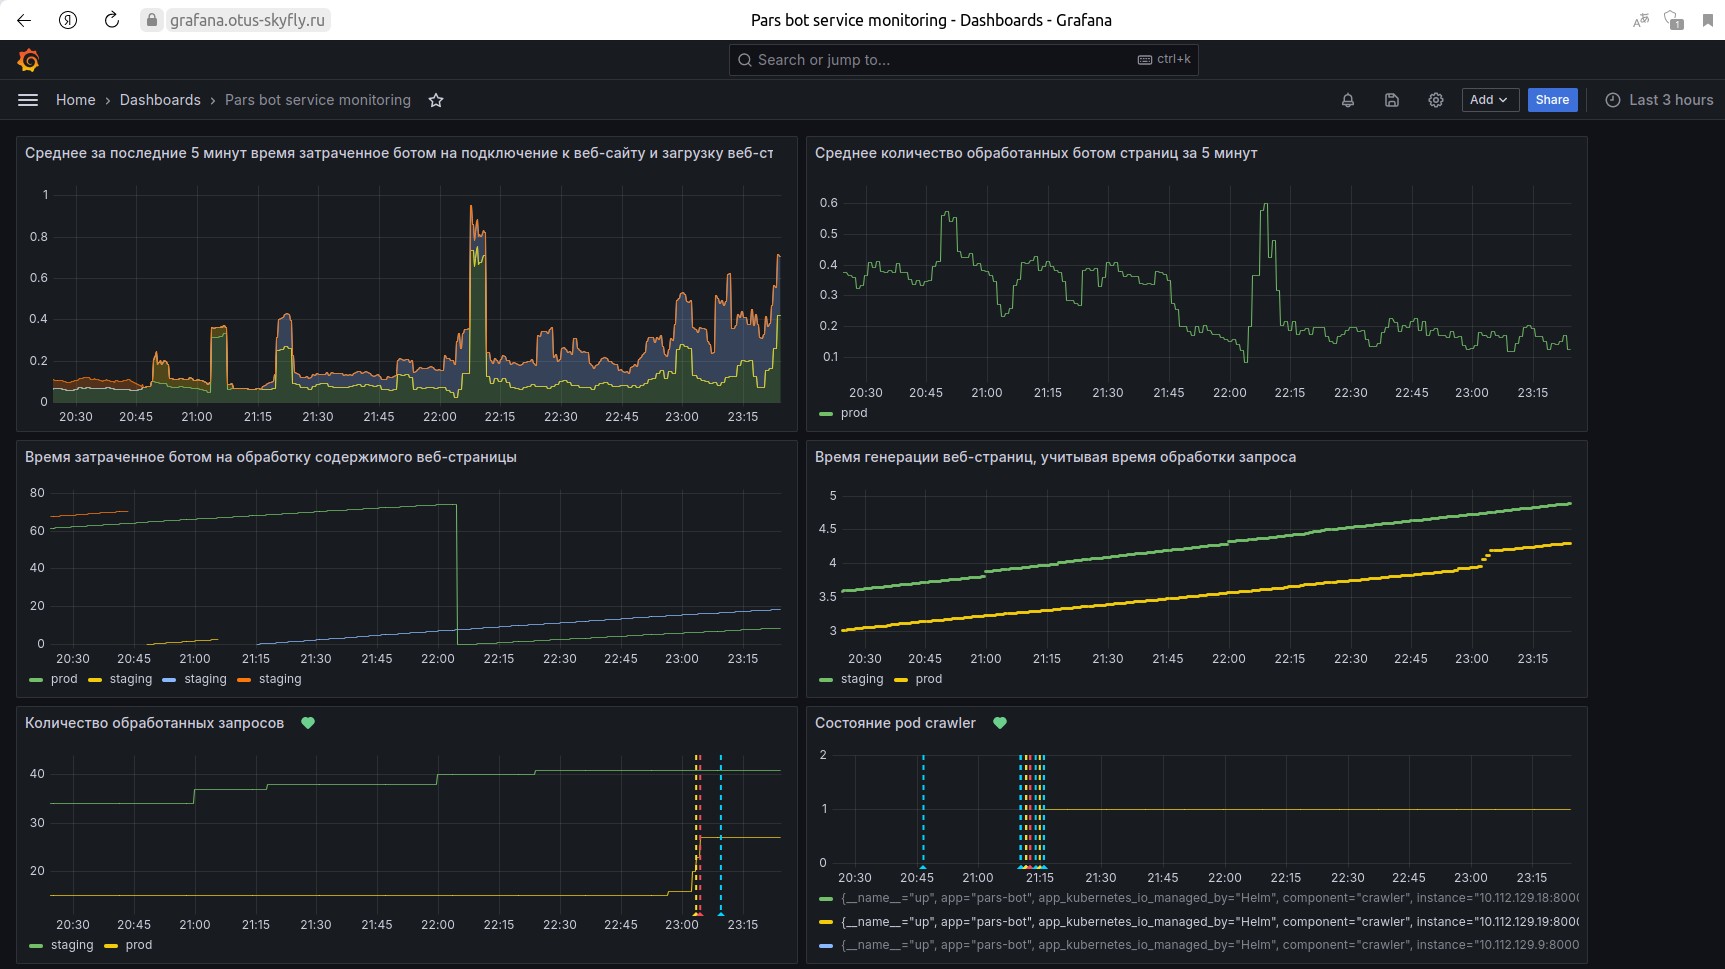 grafana.otus-skyfly.ru
Pars bot service monitoring - Dashboards - Grafana
1
Search or jump to...
ctrl+k
Home › Dashboards › Pars bot service monitoring
Add
Share
Last 3 hours
Среднее за последние 5 минут время затраченное ботом на подключение к веб-сайту и загрузку веб-ст
1
0.8
0.6
0.4
0.2
0
20:30 20:45 21:00 21:15 21:30 21:45 22:00 22:15 22:30 22:45 23:00 23:15
Среднее количество обработанных ботом страниц за 5 минут
0.6
0.5
0.4
0.3
0.2
0.1
20:30 20:45 21:00 21:15 21:30 21:45 22:00 22:15 22:30 22:45 23:00 23:15
prod
Время затраченное ботом на обработку содержимого веб-страницы
80
60
40
20
0
20:30 20:45 21:00 21:15 21:30 21:45 22:00 22:15 22:30 22:45 23:00 23:15
prod staging staging staging
Время генерации веб-страниц, учитывая время обработки запроса
5
4.5
4
3.5
3
20:30 20:45 21:00 21:15 21:30 21:45 22:00 22:15 22:30 22:45 23:00 23:15
staging prod
Количество обработанных запросов
40
30
20
20:30 20:45 21:00 21:15 21:30 21:45 22:00 22:15 22:30 22:45 23:00 23:15
staging prod
Состояние pod crawler
2
1
0
20:30 20:45 21:00 21:15 21:30 21:45 22:00 22:15 22:30 22:45 23:00 23:15
{__name__="up", app="pars-bot", app_kubernetes_io_managed_by="Helm", component="crawler", instance="10.112.129.18:8000
{__name__="up", app="pars-bot", app_kubernetes_io_managed_by="Helm", component="crawler", instance="10.112.129.19:8000
{__name__="up", app="pars-bot", app_kubernetes_io_managed_by="Helm", component="crawler", instance="10.112.129.9:8000